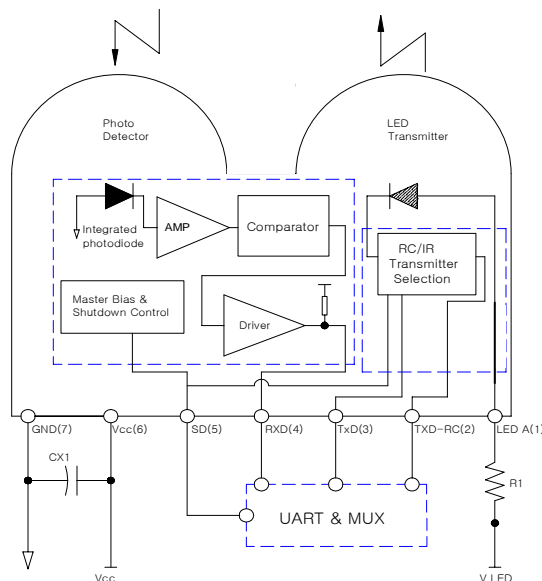 Photo
Detector
LED
Transmitter
Integrated
photodiode
AMP
Comparator
RC/IR
Transmitter
Selection
Master Bias &
Shutdown Control
Driver
GND(7)
Vcc(6)
SD(5)
RXD(4)
TxD(3)
TXD-RC(2)
LED A(1)
CX1
R1
UART & MUX
Vcc
V LED